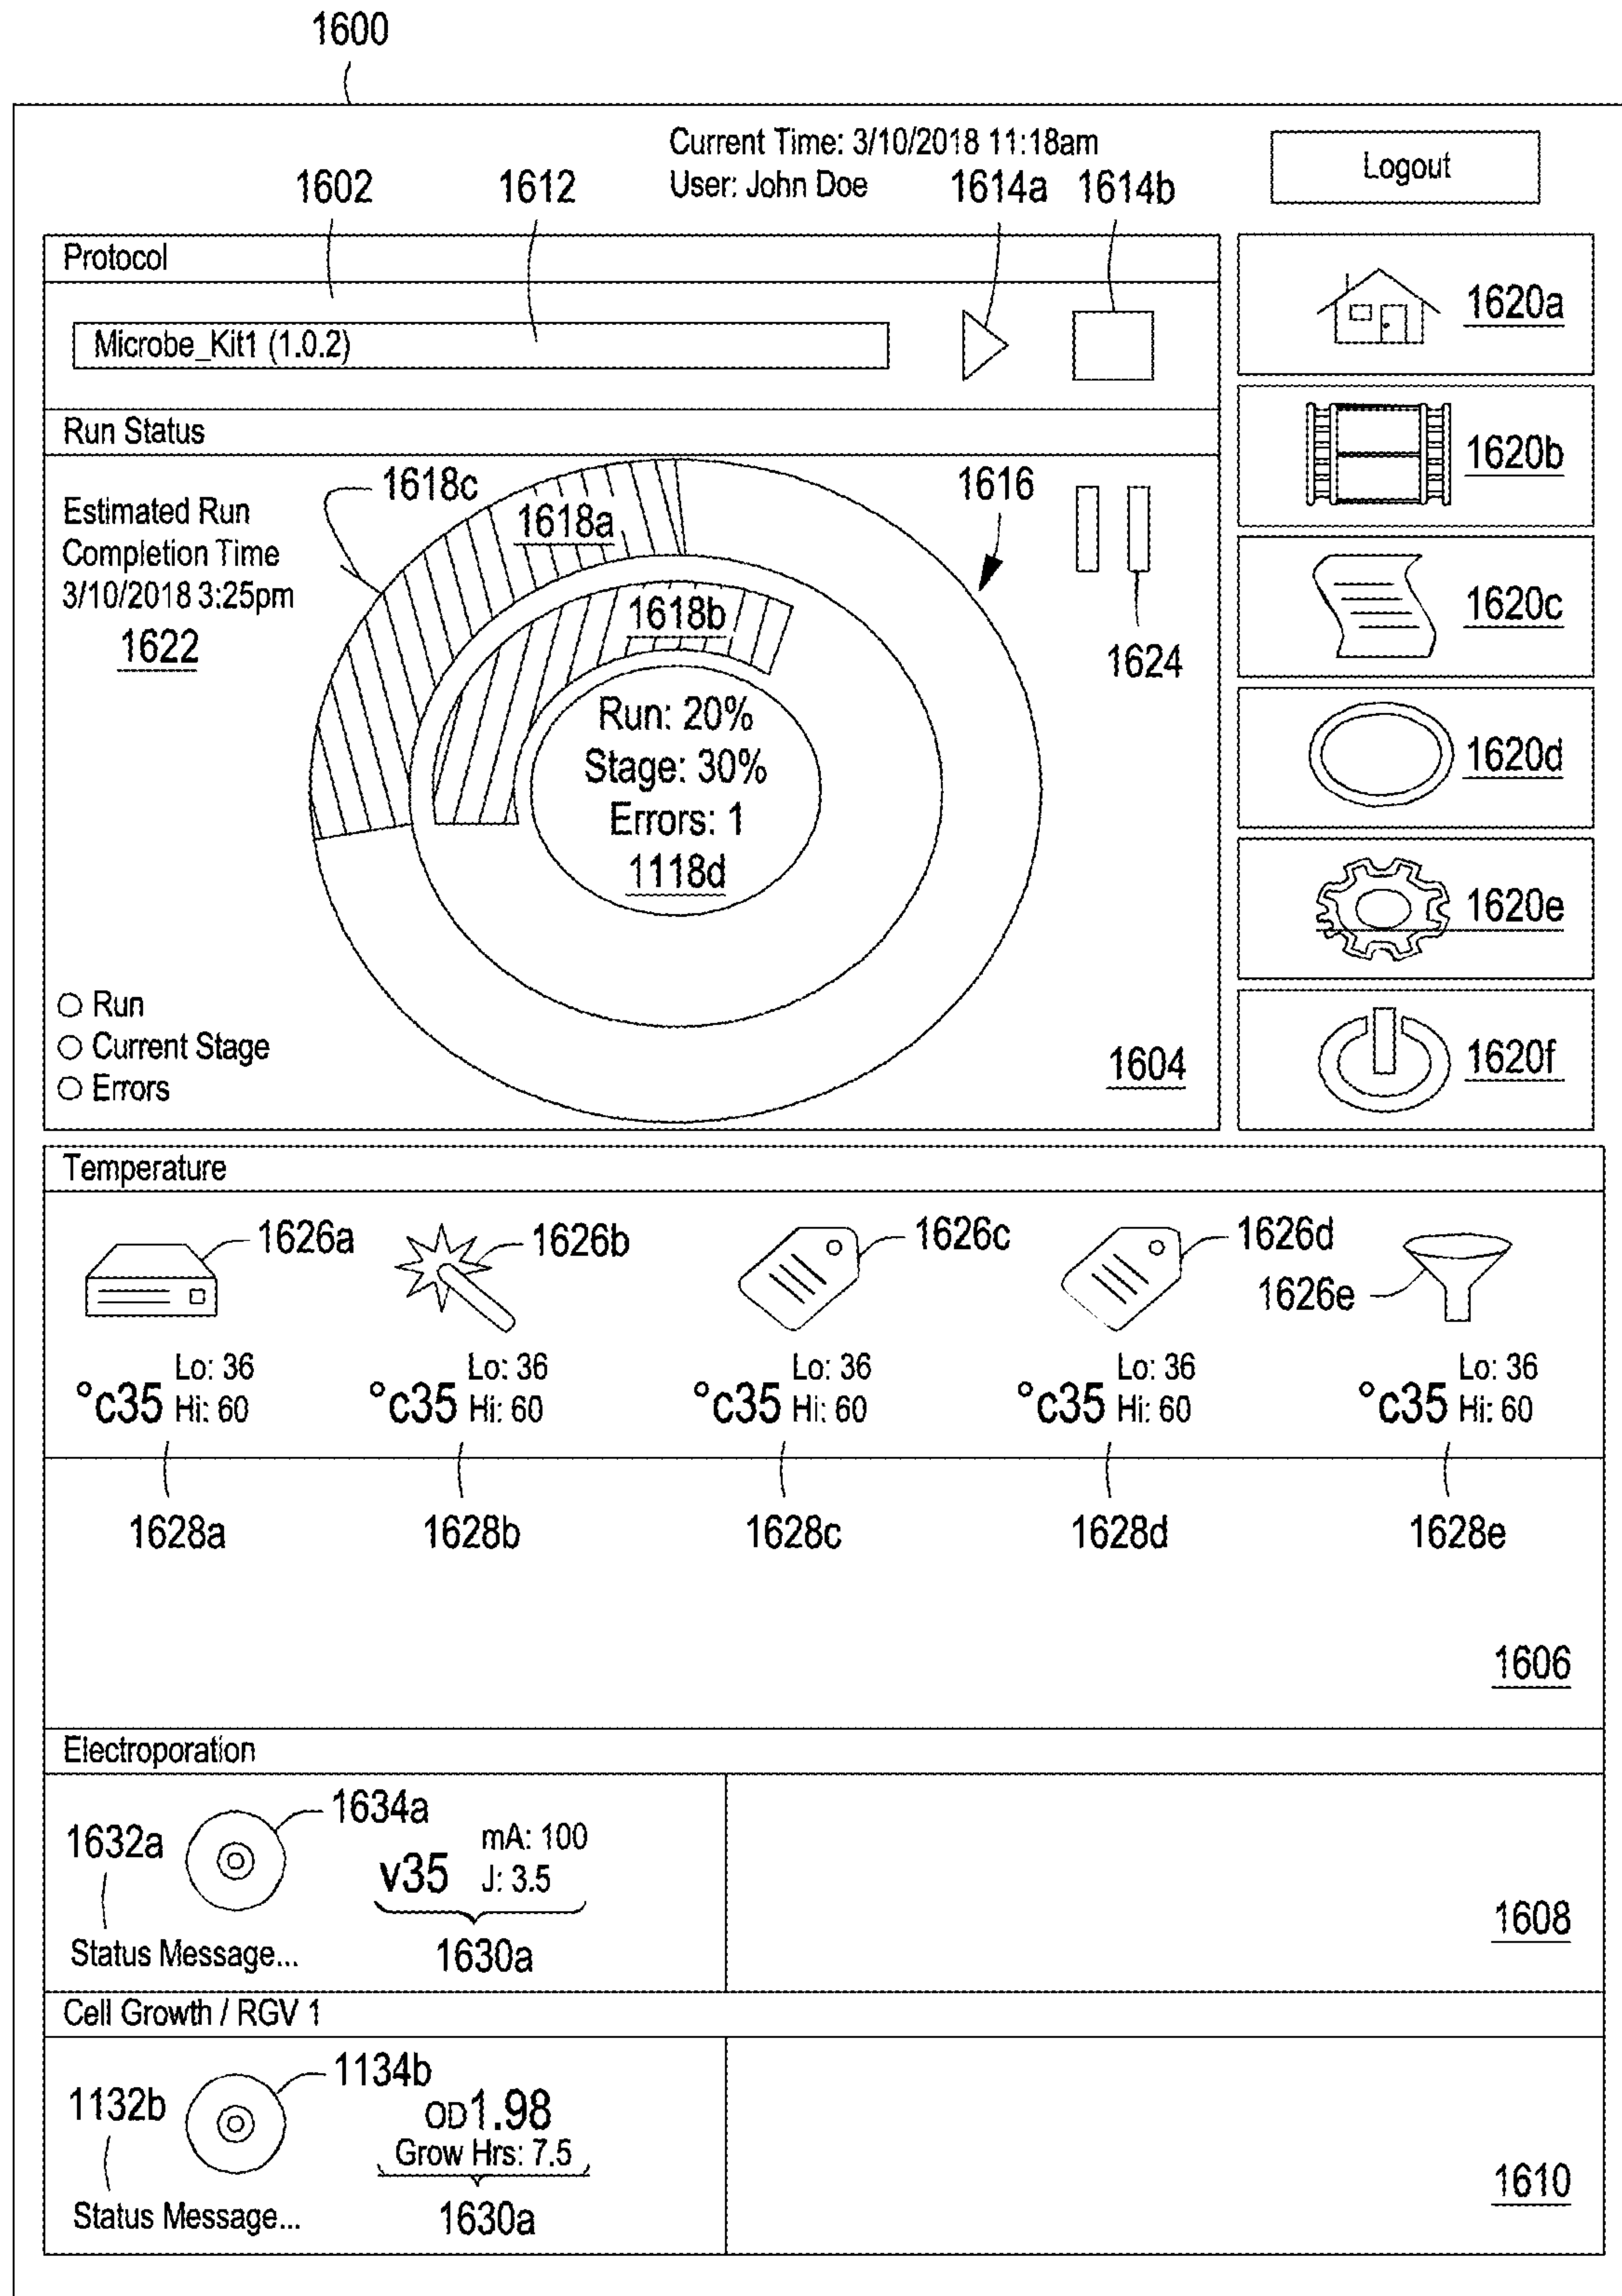 1600
Current Time: 3/10/2018 11:18am
User: John Doe
Logout
1602
1612
1614a
1614b
Protocol
Microbe_Kit1 (1.0.2)
1620a
1620b
1620c
1620d
1620e
1620f
Run Status
Estimated Run
Completion Time
3/10/2018 3:25pm
1622
1618c
1618a
1618b
1616
1624
Run: 20%
Stage: 30%
Errors: 1
1118d
Run
Current Stage
Errors
1604
Temperature
1626a
1626b
1626c
1626d
1626e
°c35 Lo: 36
Hi: 60
°c35 Lo: 36
Hi: 60
°c35 Lo: 36
Hi: 60
°c35 Lo: 36
Hi: 60
°c35 Lo: 36
Hi: 60
1628a
1628b
1628c
1628d
1628e
1606
Electroporation
1632a
1634a
v35
mA: 100
J: 3.5
1630a
Status Message...
1608
Cell Growth / RGV 1
1132b
1134b
OD1.98
Grow Hrs: 7.5
1630a
Status Message...
1610